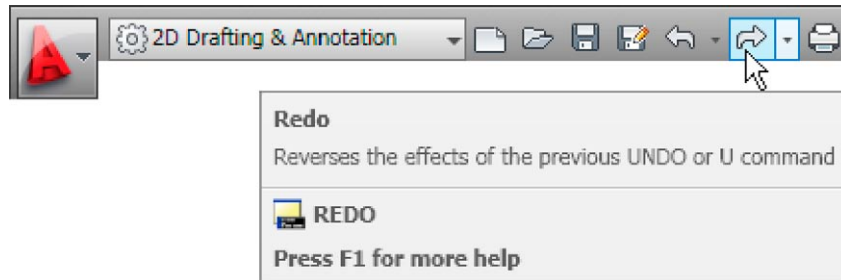 2D Drafting & Annotation
Redo
Reverses the effects of the previous UNDO or U command
REDO
Press F1 for more help